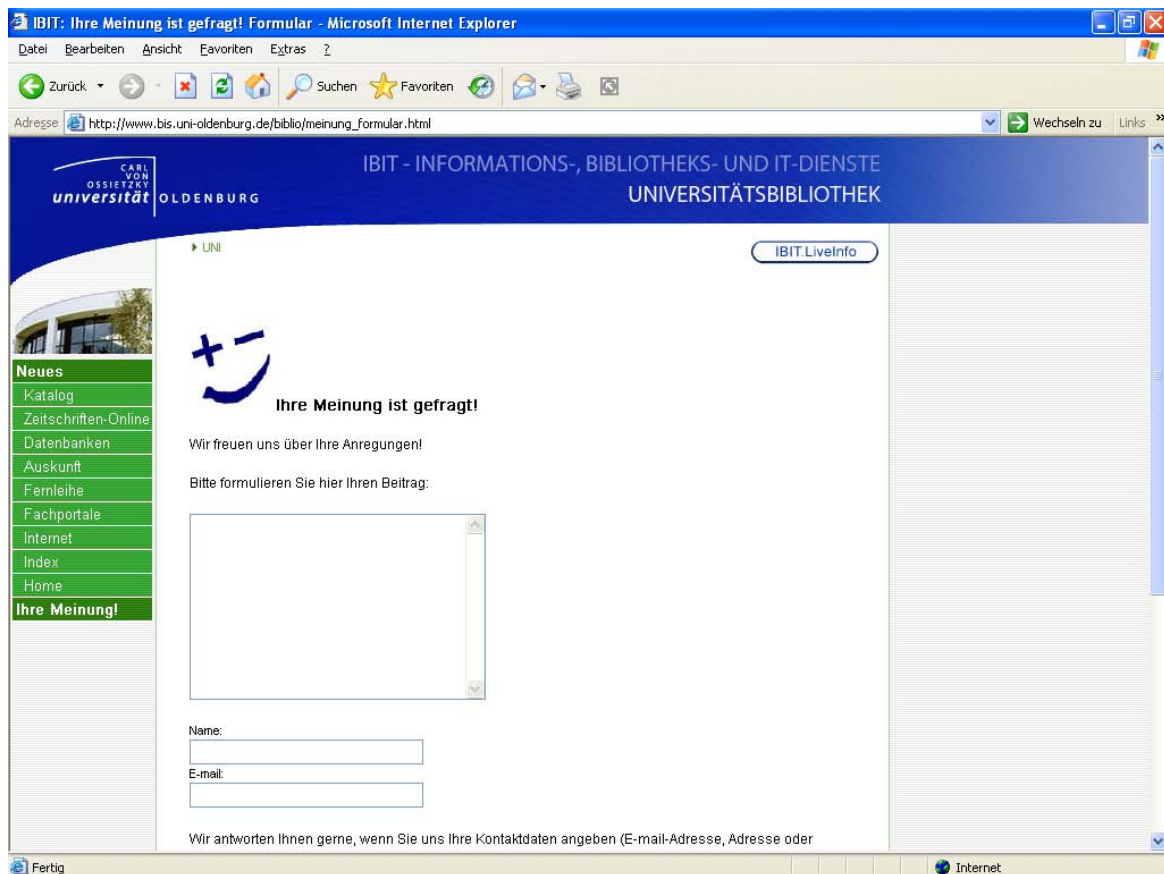 IBIT: Ihre Meinung ist gefragt! Formular - Microsoft Internet Explorer
Datei Bearbeiten Ansicht Favoriten Extras ?
Zurück Suchen Favoriten
Adresse http://www.bis.uni-oldenburg.de/biblio/meinung_formular.html Wechseln zu Links »
CARL
VON
OSSIETZKY
universität OLDENBURG
IBIT - INFORMATIONS-, BIBLIOTHEKS- UND IT-DIENSTE
UNIVERSITÄTSBIBLIOTHEK
UNI
IBIT.LiveInfo
Neues
Katalog
Zeitschriften-Online
Datenbanken
Auskunft
Fernleihe
Fachportale
Internet
Index
Home
Ihre Meinung!
Ihre Meinung ist gefragt!
Wir freuen uns über Ihre Anregungen!
Bitte formulieren Sie hier Ihren Beitrag:
Name:
E-mail:
Wir antworten Ihnen gerne, wenn Sie uns Ihre Kontaktdaten angeben (E-mail-Adresse, Adresse oder
Fertig Internet